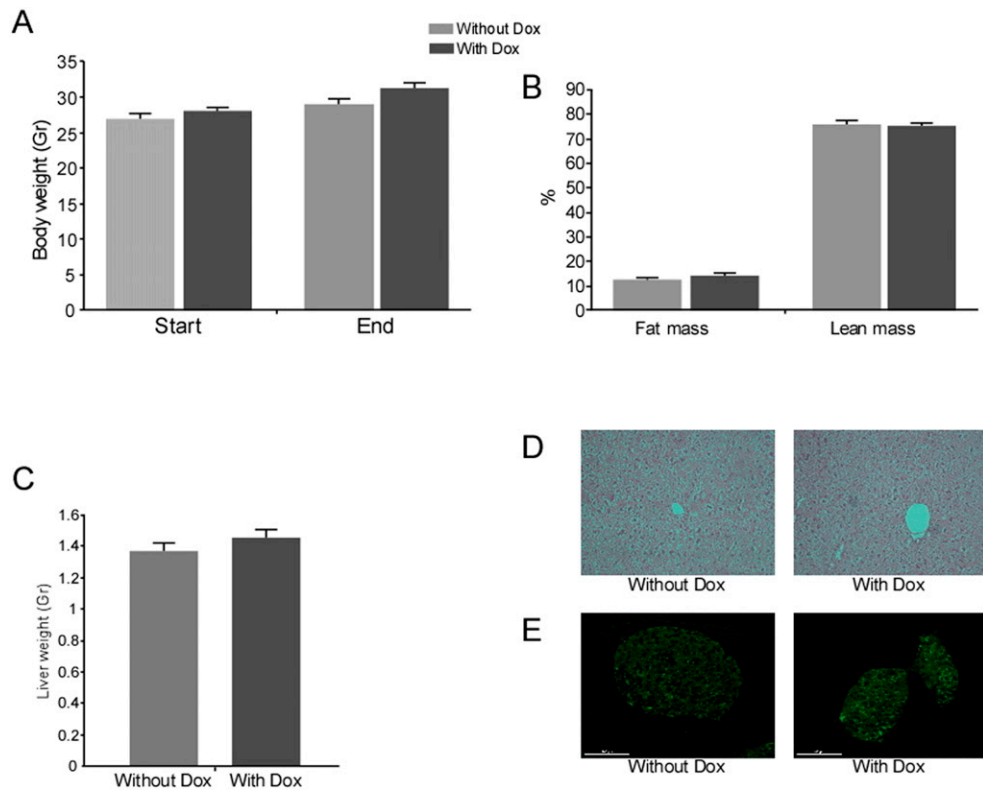 A
Without Dox
With Dox
Body weight (Gr)
35
30
25
20
15
10
5
0
Start End
B
%
90
80
70
60
50
40
30
20
10
0
Fat mass Lean mass
C
Liver weight (Gr)
1.6
1.4
1.2
1
0.8
0.6
0.4
0.2
0
Without Dox With Dox
D
Without Dox With Dox
E
Without Dox With Dox